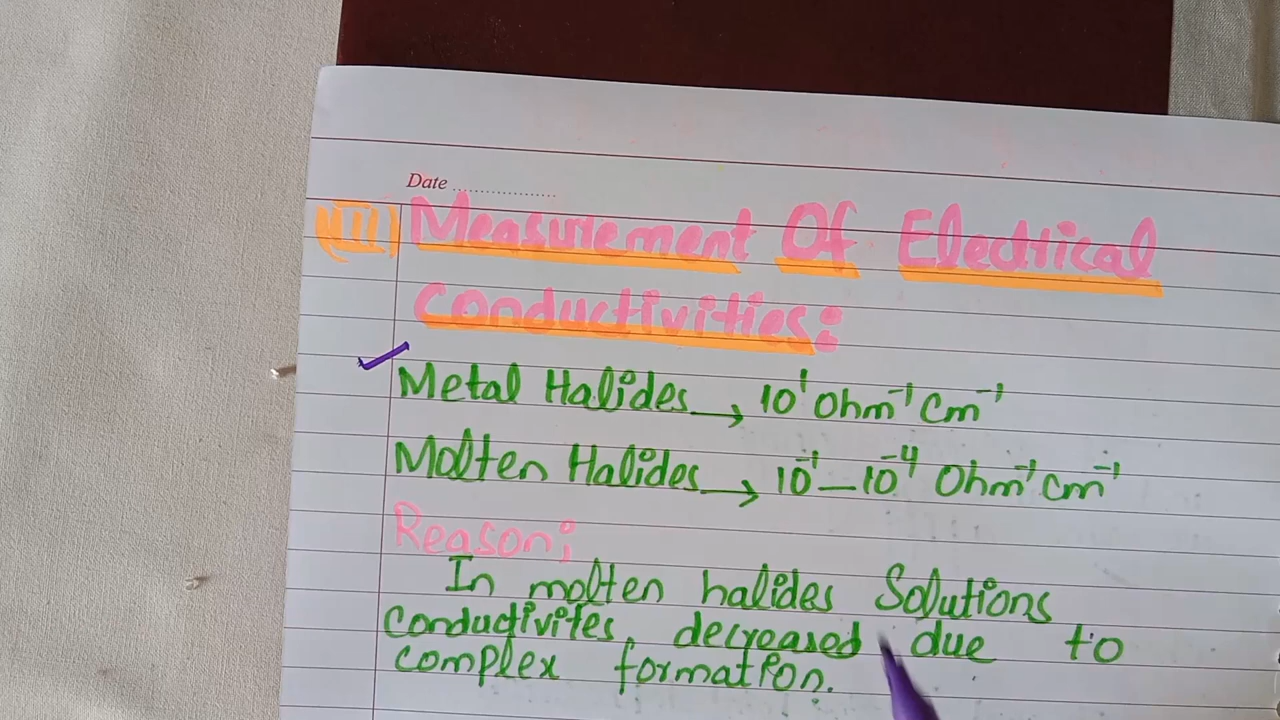 Date ..................
(III) Measurement Of Electrical
Conductivities:
Metal Halides → 10¹ Ohm⁻¹ Cm⁻¹
Molten Halides → 10⁻¹ — 10⁻⁴ Ohm⁻¹ Cm⁻¹
Reason;
In molten halides Solutions
conductivites, decreased due to
complex formation.